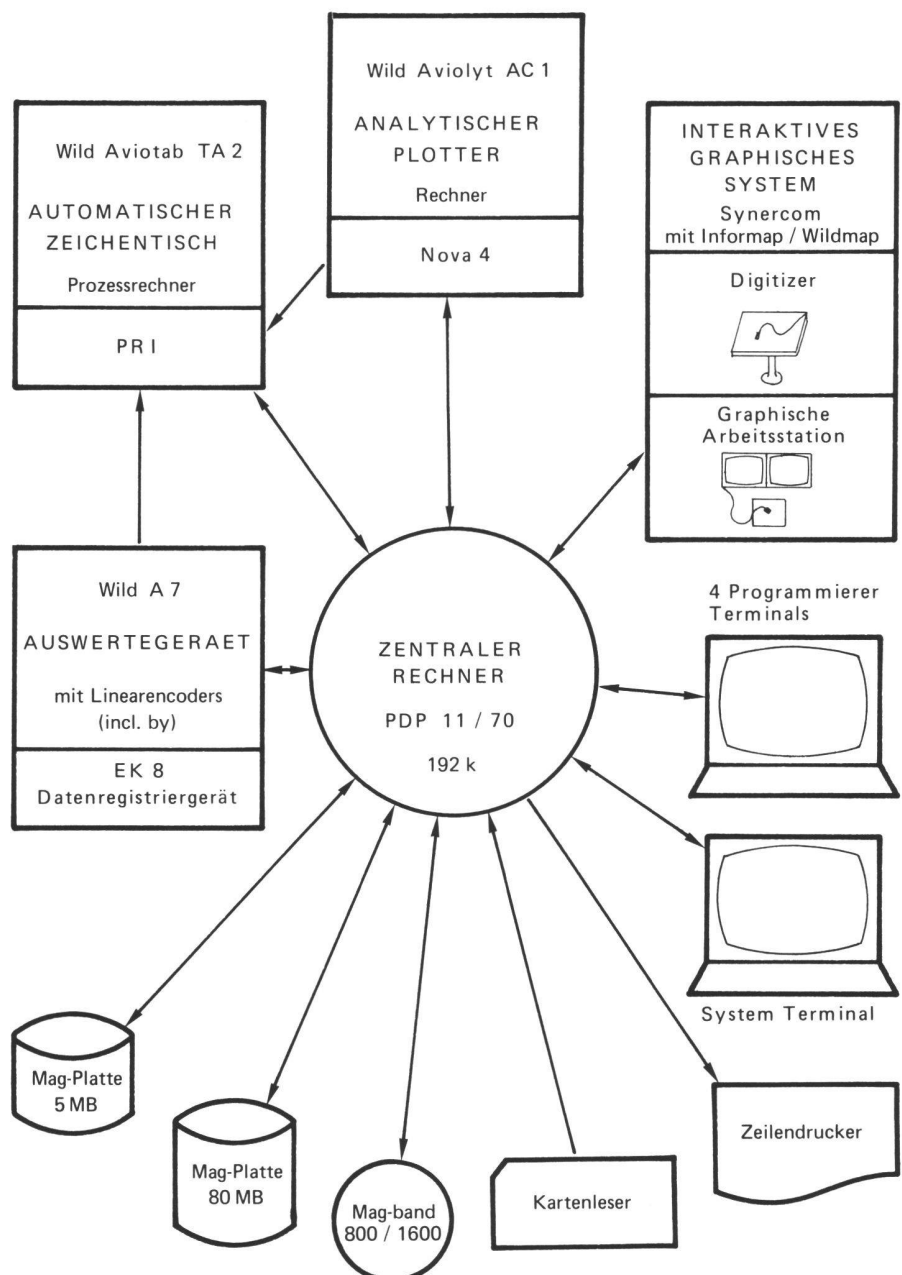 Wild Aviolyt AC 1
ANALYTISCHER
PLOTTER
Rechner
Nova 4
Wild Aviotab TA 2
AUTOMATISCHER
ZEICHENTISCH
Prozessrechner
PR I
INTERAKTIVES
GRAPHISCHES
SYSTEM
Synercom
mit Informap / Wildmap
Digitizer
Graphische
Arbeitsstation
Wild A 7
AUSWERTEGERAET
mit Linearencoders
(incl. by)
EK 8
Datenregistriergerät
ZENTRALER
RECHNER
PDP 11 / 70
192 k
4 Programmierer
Terminals
System Terminal
Mag-Platte
5 MB
Mag-Platte
80 MB
Mag-band
800 / 1600
Kartenleser
Zeilendrucker